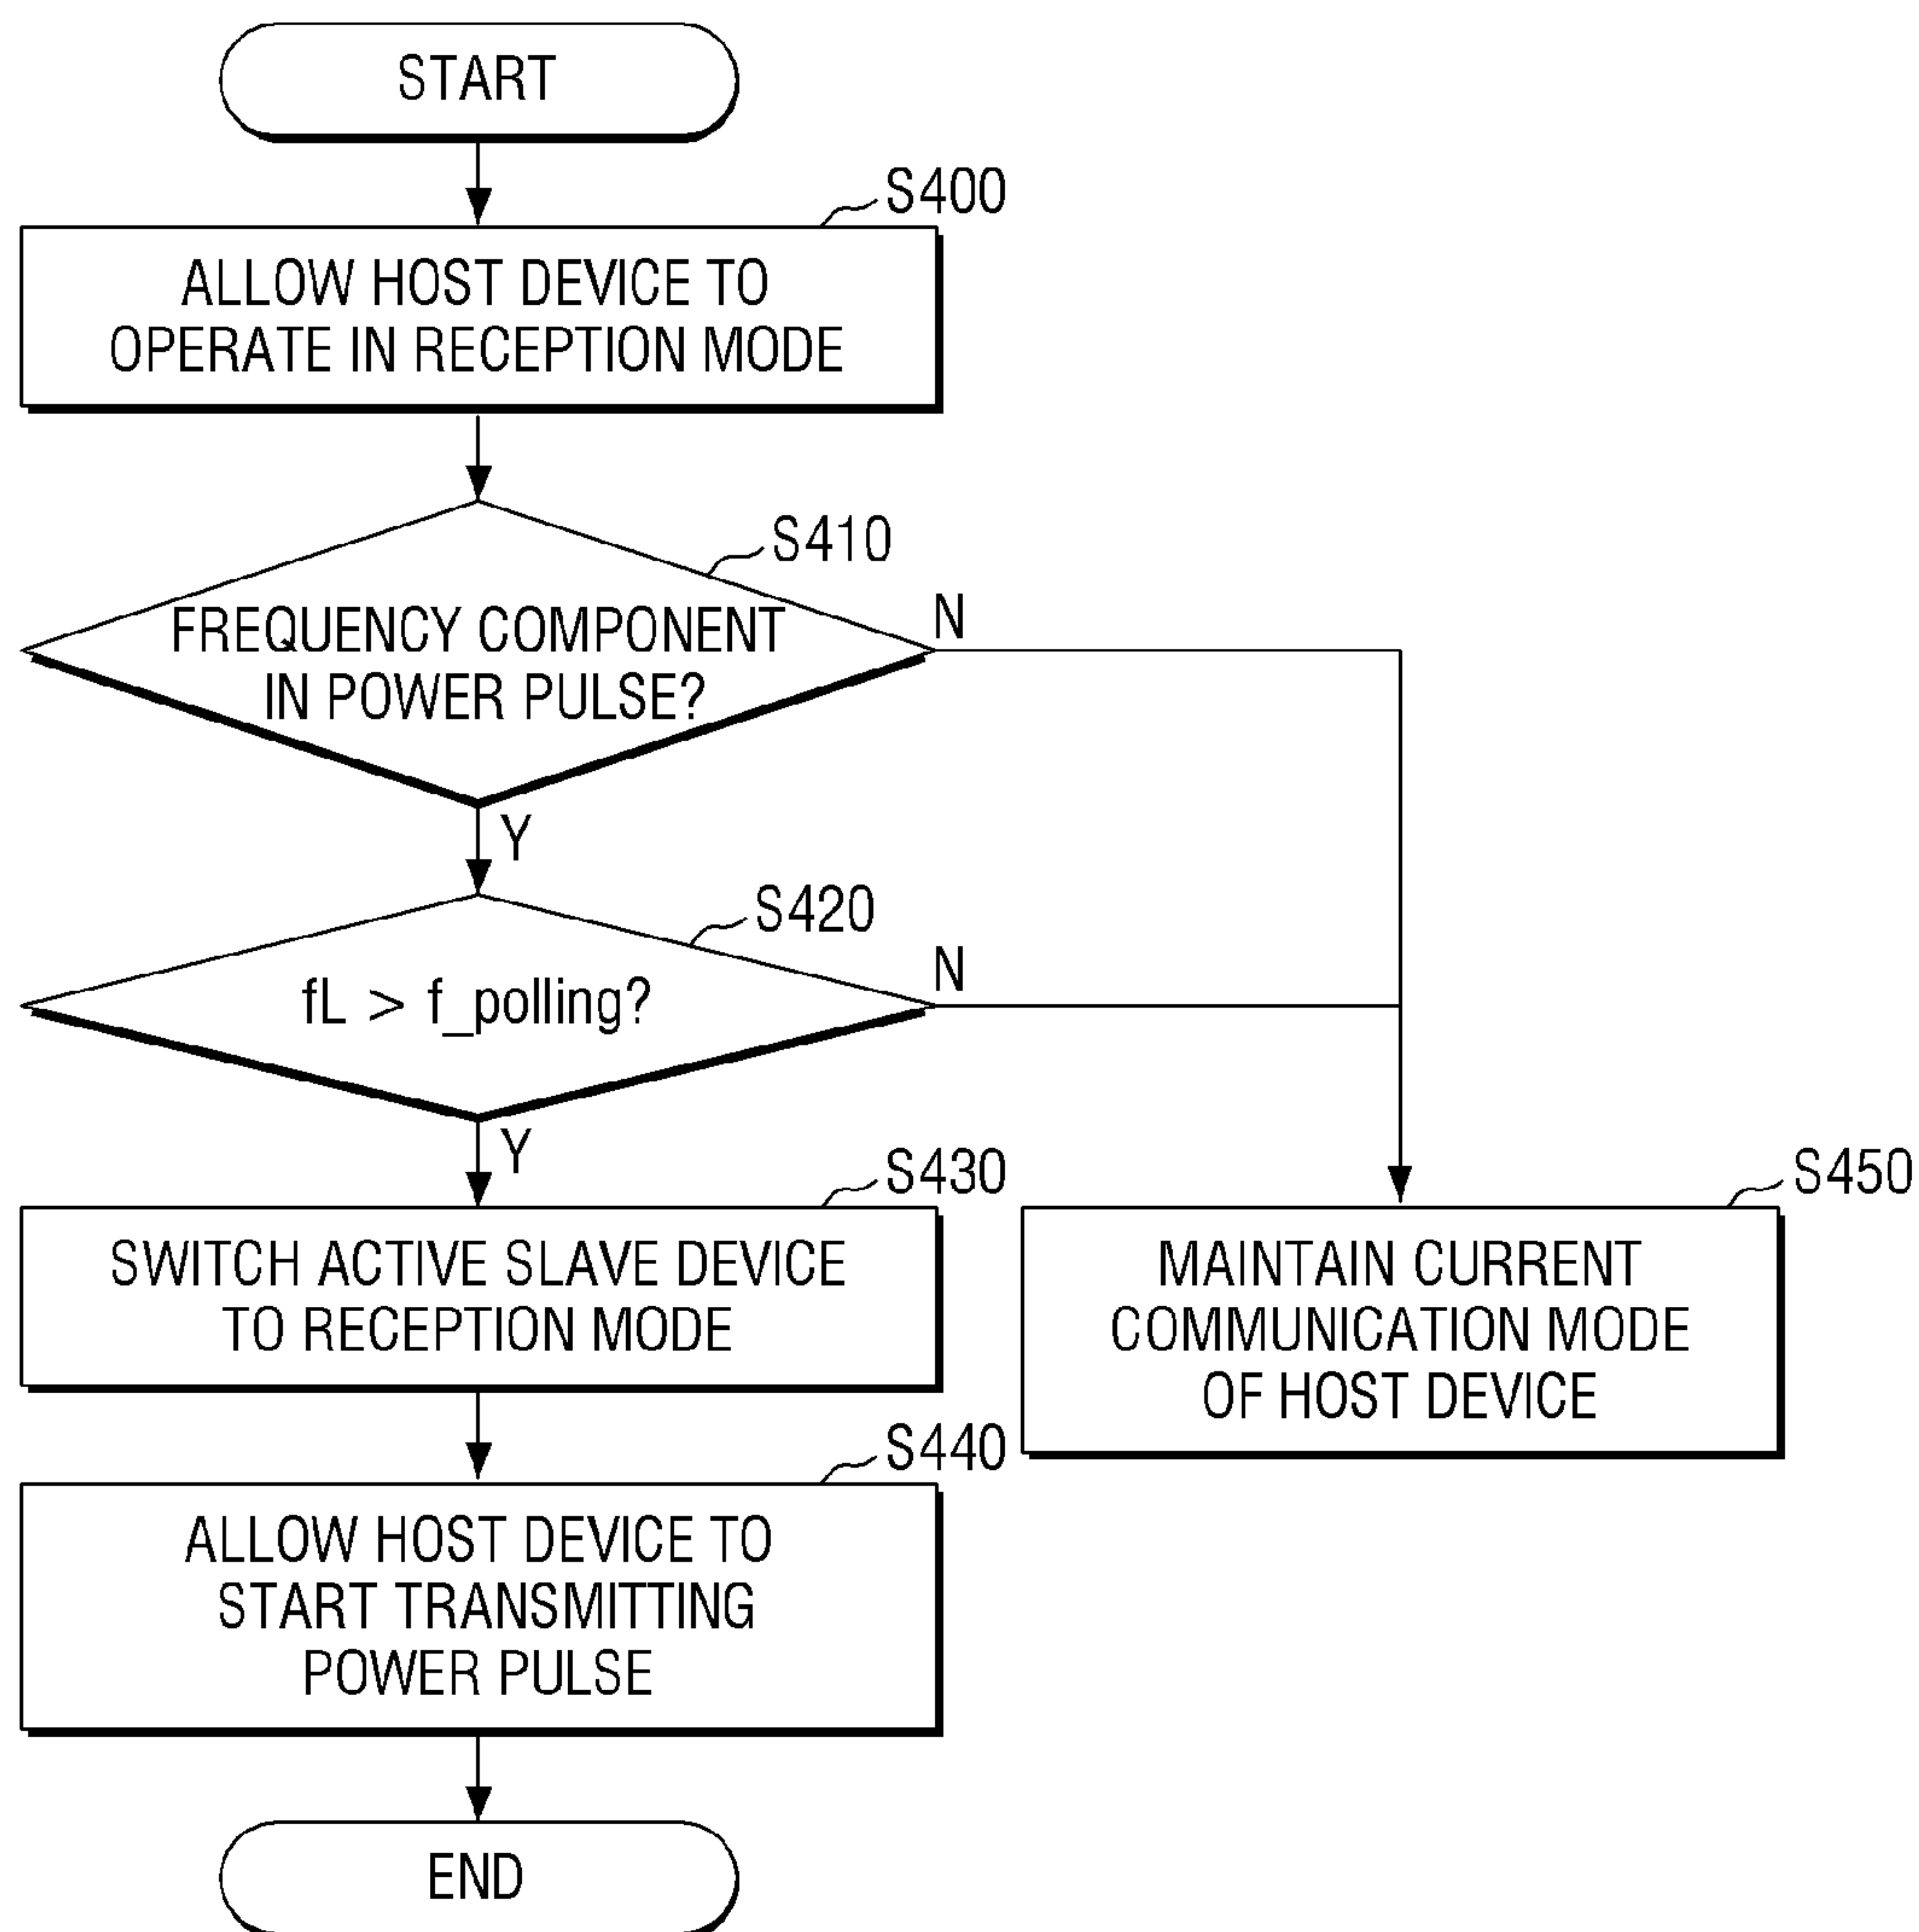 START
S400
ALLOW HOST DEVICE TO
OPERATE IN RECEPTION MODE
S410
FREQUENCY COMPONENT
IN POWER PULSE?
N
Y
S420
fL > f_polling?
N
Y
S430
SWITCH ACTIVE SLAVE DEVICE
TO RECEPTION MODE
S450
MAINTAIN CURRENT
COMMUNICATION MODE
OF HOST DEVICE
S440
ALLOW HOST DEVICE TO
START TRANSMITTING
POWER PULSE
END